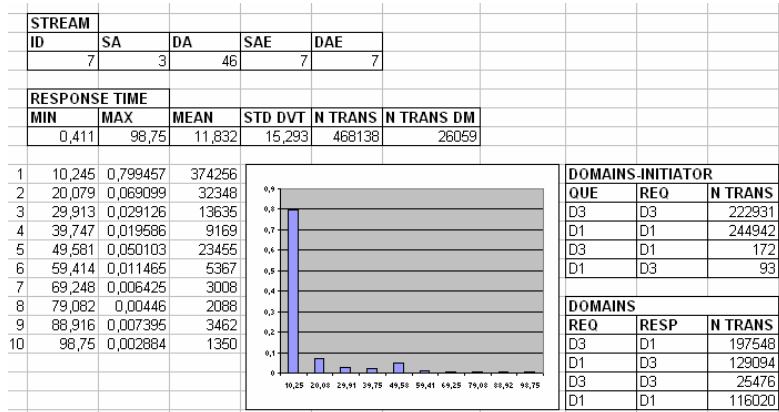 STREAM
ID SA DA SAE DAE
7 3 46 7 7
RESPONSE TIME
MIN MAX MEAN STD DVT N TRANS N TRANS DM
0,411 98,75 11,832 15,293 468138 26059
1 10,245 0,799457 374256
2 20,079 0,069099 32348
3 29,913 0,029126 13635
4 39,747 0,019586 9169
5 49,581 0,050103 23455
6 59,414 0,011465 5367
7 69,248 0,006425 3008
8 79,082 0,00446 2088
9 88,916 0,007395 3462
10 98,75 0,002884 1350
0,9
0,8
0,7
0,6
0,5
0,4
0,3
0,2
0,1
0
10,25 20,08 29,91 39,75 49,58 59,41 69,25 79,08 88,92 98,75
DOMAINS-INITIATOR
QUE REQ N TRANS
D3 D3 222931
D1 D1 244942
D3 D1 172
D1 D3 93
DOMAINS
REQ RESP N TRANS
D3 D1 197548
D1 D3 129094
D3 D3 25476
D1 D1 116020